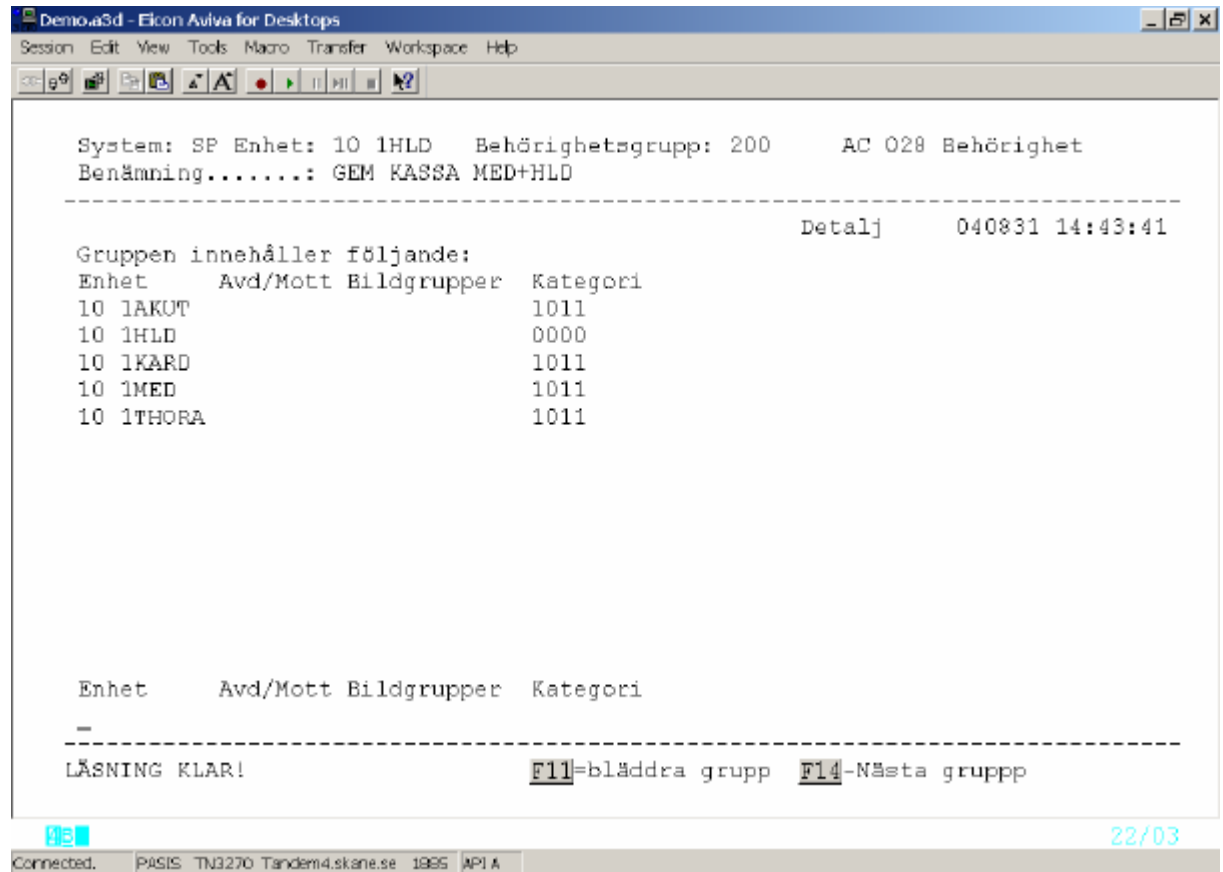 Demo.a3d - Eicon Aviva for Desktops
Session Edit View Tools Macro Transfer Workspace Help
System: SP Enhet: 10 1HLD Behörighetsgrupp: 200 AC 028 Behörighet
Benämning.......: GEM KASSA MED+HLD
Detalj 040831 14:43:41
Gruppen innehåller följande:
Enhet Avd/Mott Bildgrupper Kategori
10 1AKUT 1011
10 1HLD 0000
10 1KARD 1011
10 1MED 1011
10 1THORA 1011
Enhet Avd/Mott Bildgrupper Kategori
LÄSNING KLAR! F11=bläddra grupp F14-Nästa gruppp
22/03
Connected. PASIS TN3270 Tandem4.skane.se API A